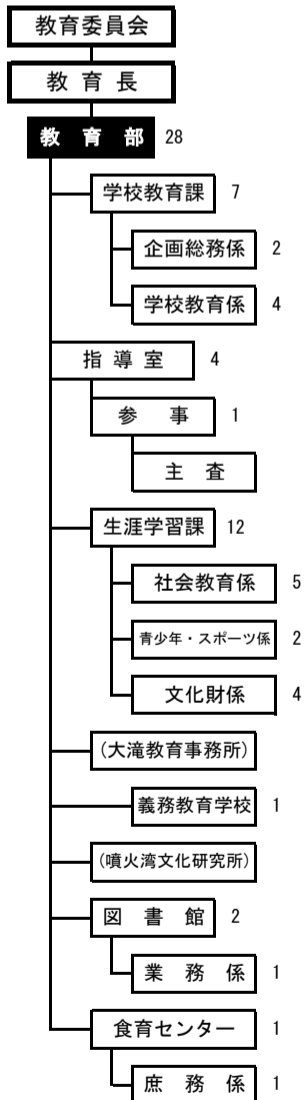 教育委員会
教育長
教育部 28
学校教育課 7
企画総務係 2
学校教育係 4
指導室 4
参事 1
主査
生涯学習課 12
社会教育係 5
青少年・スポーツ係 2
文化財係 4
(大滝教育事務所)
義務教育学校 1
(噴火湾文化研究所)
図書館 2
業務係 1
食育センター 1
庶務係 1